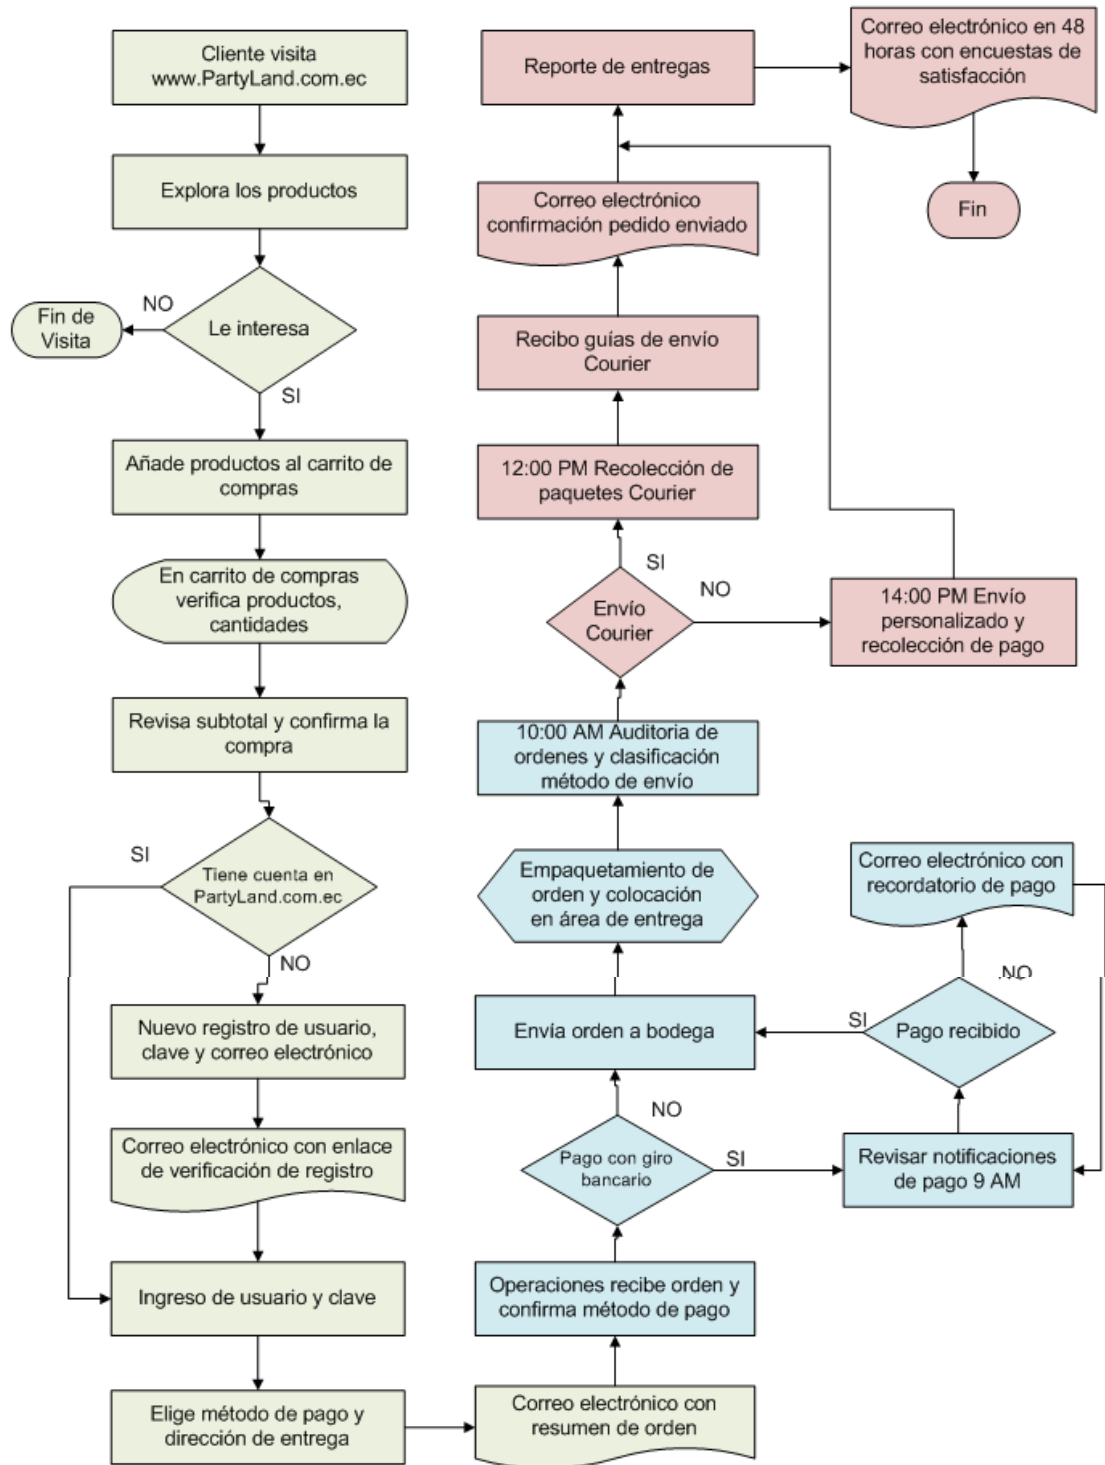 Cliente visita
www.PartyLand.com.ec
Explora los productos
Le interesa
NO
Fin de
Visita
SI
Añade productos al carrito de
compras
En carrito de compras
verifica productos,
cantidades
Revisa subtotal y confirma la
compra
Tiene cuenta en
PartyLand.com.ec
SI
NO
Nuevo registro de usuario,
clave y correo electrónico
Correo electrónico con enlace
de verificación de registro
Ingreso de usuario y clave
Elige método de pago y
dirección de entrega
Correo electrónico con
resumen de orden
Operaciones recibe orden y
confirma método de pago
Pago con giro
bancario
NO
SI
Revisar notificaciones
de pago 9 AM
Pago recibido
SI
NO
Correo electrónico con
recordatorio de pago
Envía orden a bodega
Empaquetamiento de
orden y colocación
en área de entrega
10:00 AM Auditoria de
ordenes y clasificación
método de envío
Envío
Courier
SI
NO
14:00 PM Envío
personalizado y
recolección de pago
12:00 PM Recolección de
paquetes Courier
Recibo guías de envío
Courier
Correo electrónico
confirmación pedido enviado
Reporte de entregas
Correo electrónico en 48
horas con encuestas de
satisfacción
Fin